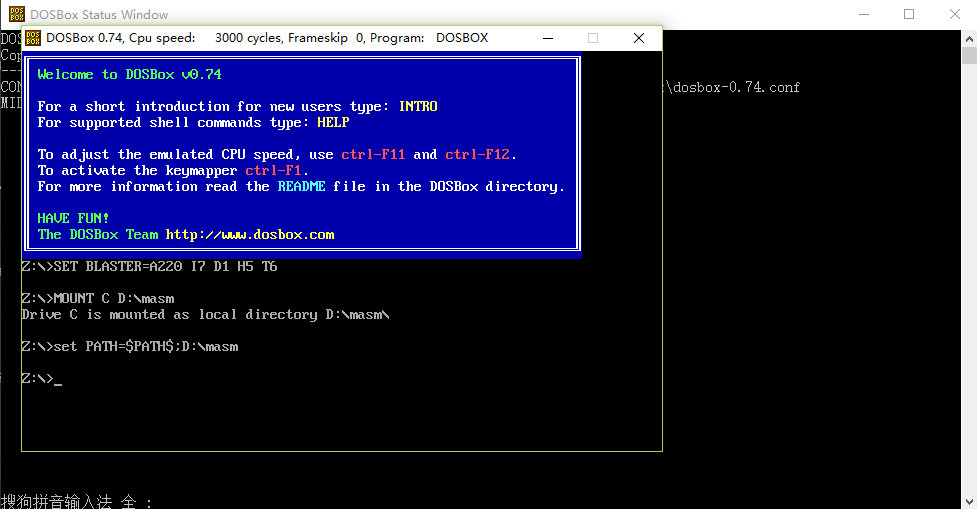 DOSBox Status Window
DOSBox 0.74, Cpu speed: 3000 cycles, Frameskip 0, Program: DOSBOX
DOS
Cop
---
CON
:\dosbox-0.74.conf
MID
Welcome to DOSBox v0.74
For a short introduction for new users type: INTRO
For supported shell commands type: HELP
To adjust the emulated CPU speed, use ctrl-F11 and ctrl-F12.
To activate the keymapper ctrl-F1.
For more information read the README file in the DOSBox directory.
HAVE FUN!
The DOSBox Team http://www.dosbox.com
Z:\>SET BLASTER=A220 I7 D1 H5 T6
Z:\>MOUNT C D:\masm
Drive C is mounted as local directory D:\masm\
Z:\>set PATH=$PATH$;D:\masm
Z:\>_
搜狗拼音输入法 全 :